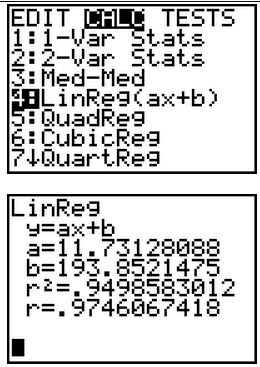 EDIT CALC TESTS
1:1-Var Stats
2:2-Var Stats
3:Med-Med
4:LinReg(ax+b)
5:QuadReg
6:CubicReg
7↓QuartReg
LinReg
y=ax+b
a=11.73128088
b=193.8521475
r²=.9498583012
r=.9746067418